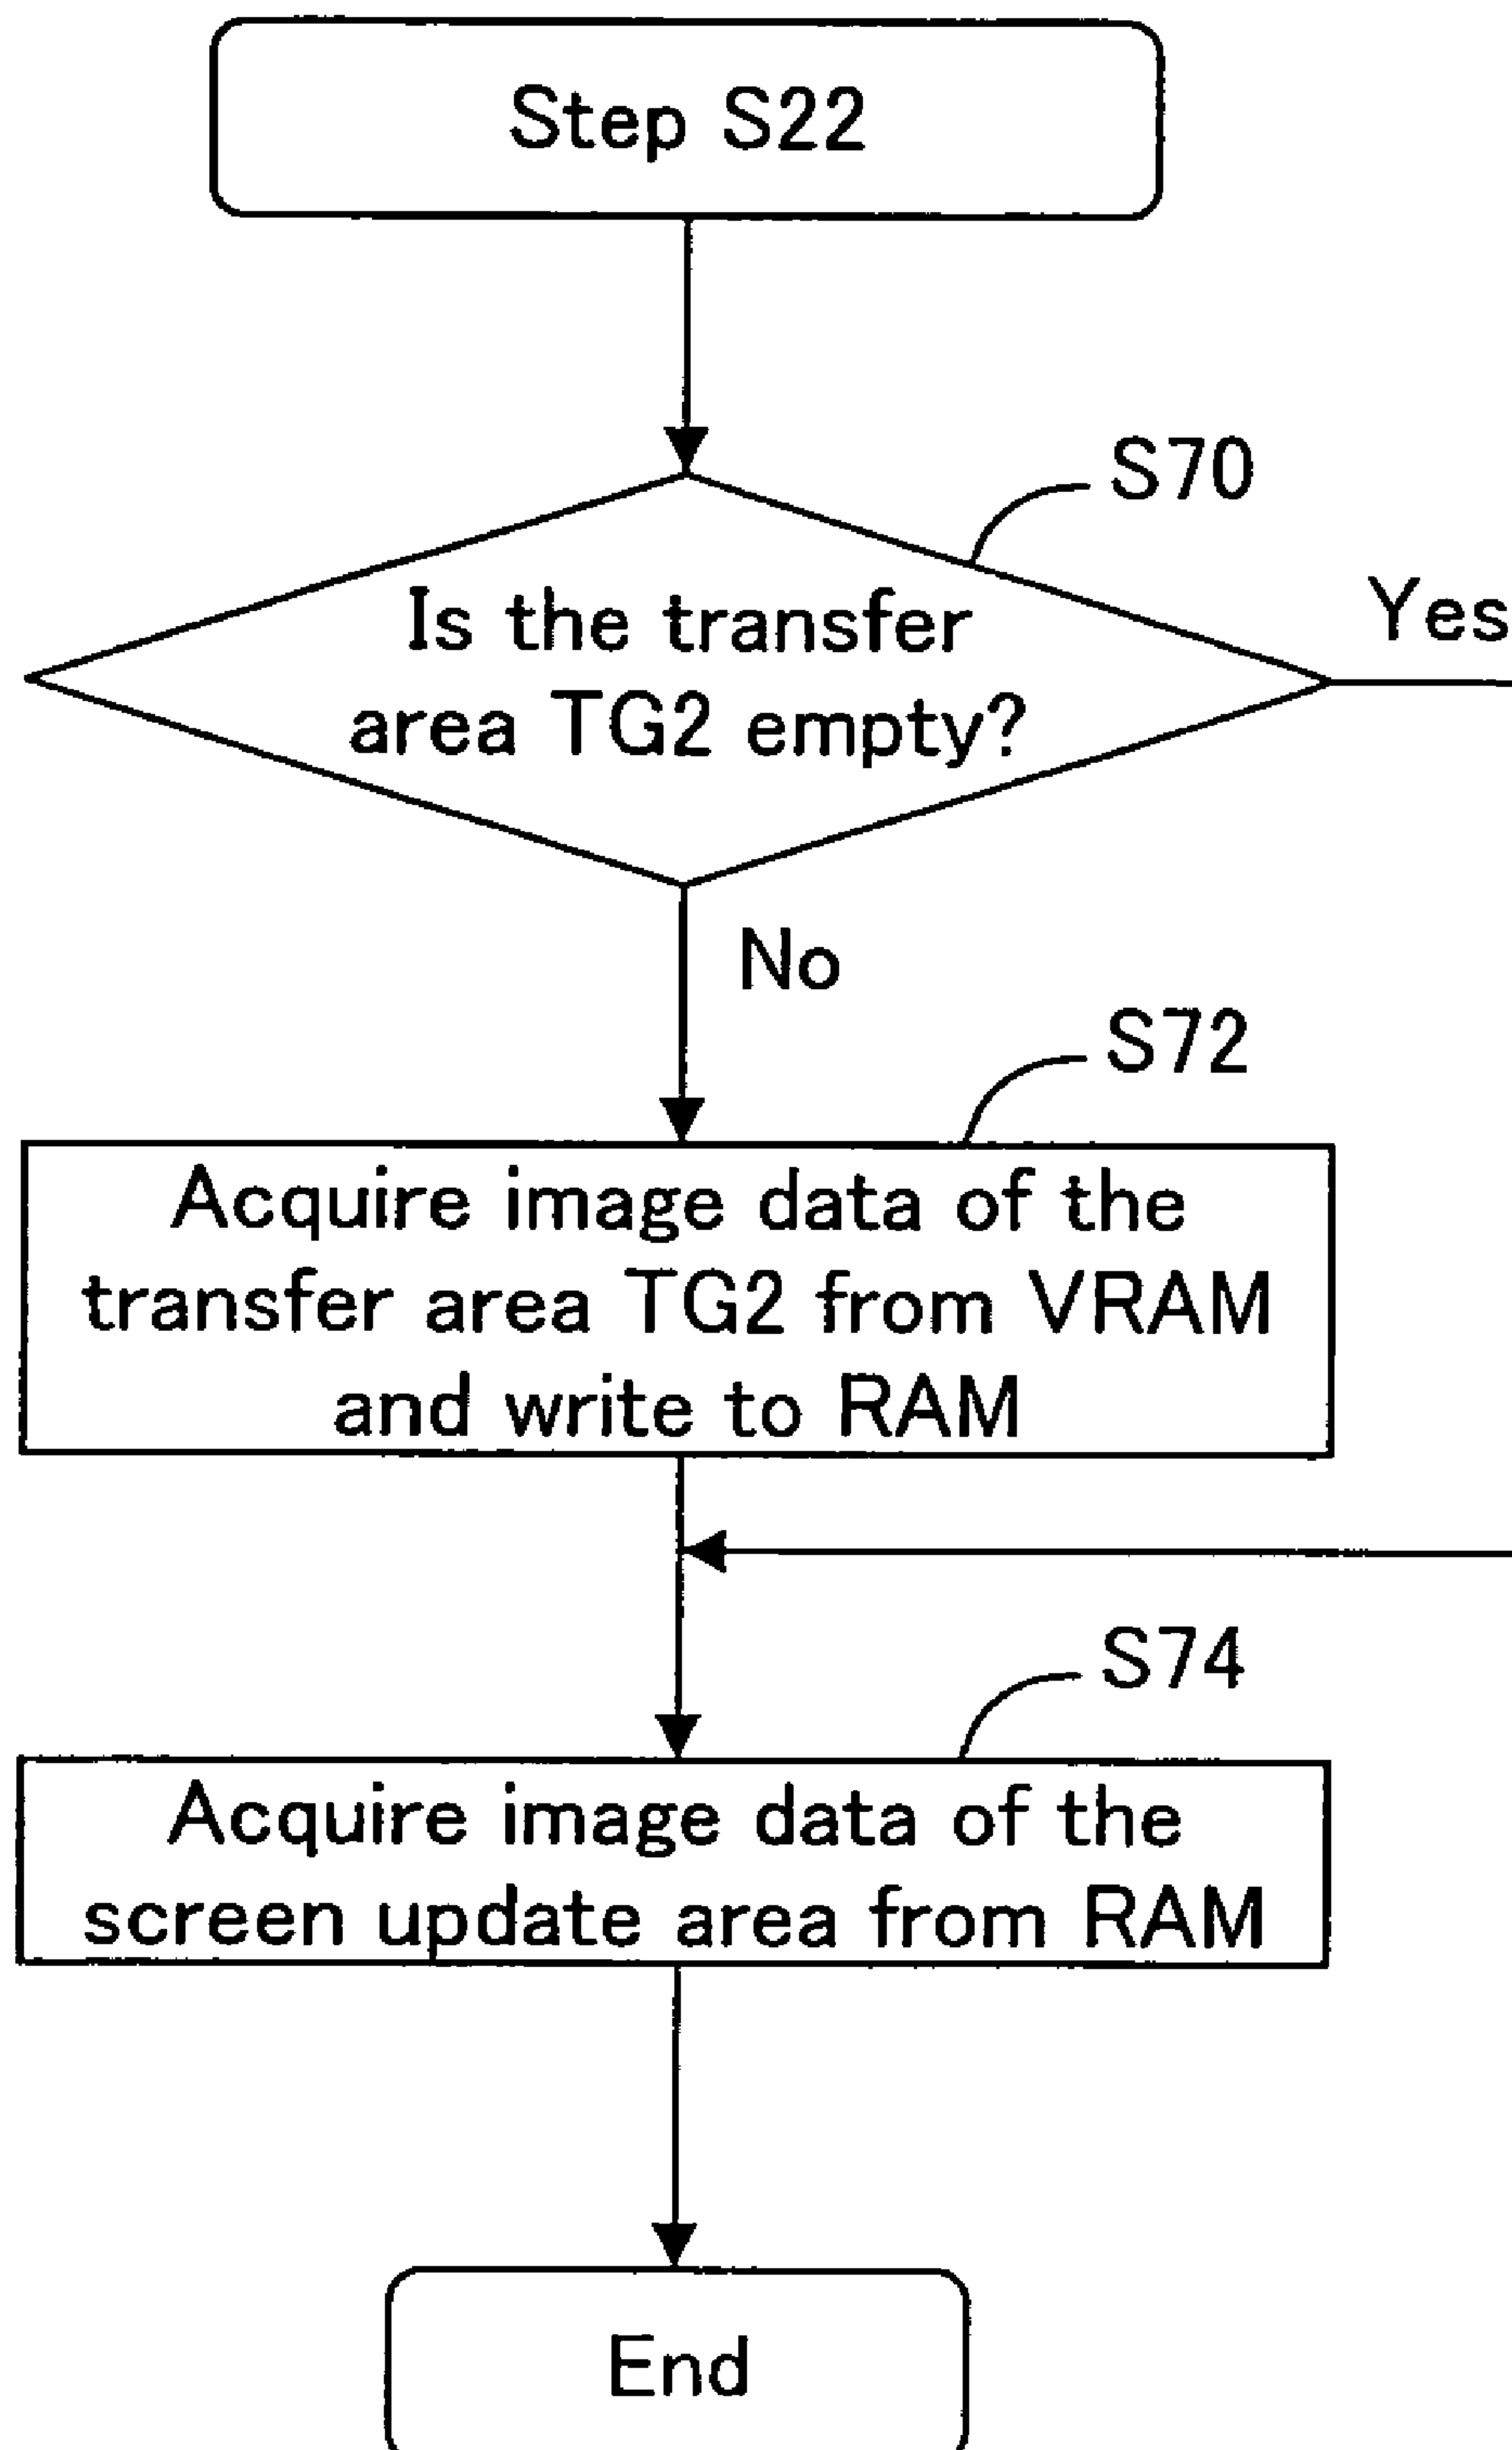 Step S22
S70
Is the transfer
area TG2 empty?
Yes
No
S72
Acquire image data of the
transfer area TG2 from VRAM
and write to RAM
S74
Acquire image data of the
screen update area from RAM
End